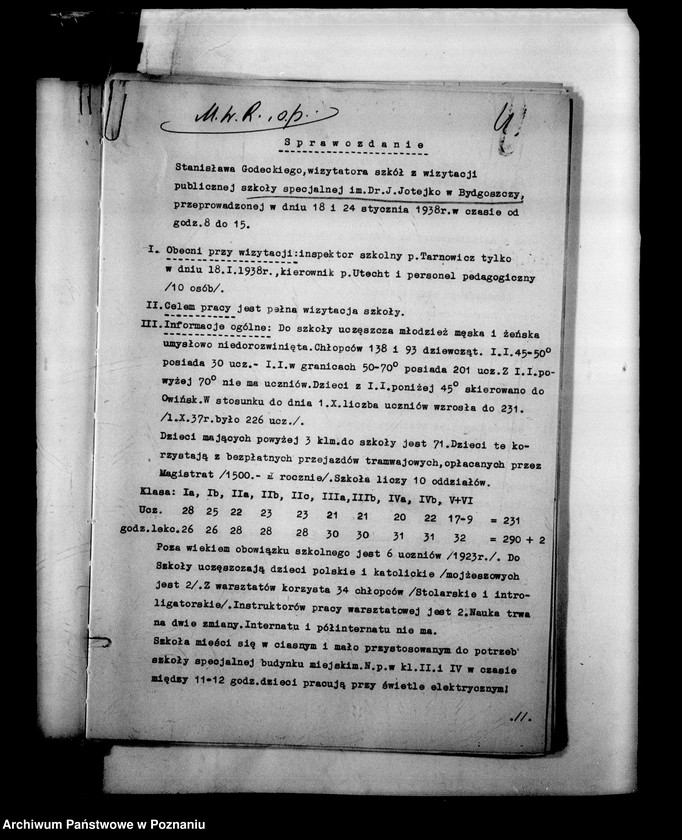 M.W.R. i op.
S p r a w o z d a n i e
Stanisława Godeckiego,wizytatora szkół z wizytacji
publicznej szkoły specjalnej im.Dr.J.Jotejko w Bydgoszczy,
przeprowadzonej w dniu 18 i 24 stycznia 1938r.w czasie od
godz.8 do 15.
I. Obecni przy wizytacji:inspektor szkolny p.Tarnowicz tylko
w dniu 18.I.1938r.,kierownik p.Utecht i personel pedagogiczny
/10 osób/.
II.Celem pracy jest pełna wizytacja szkoły.
III.Informacje ogólne: Do szkoły uczęszcza młodzież męska i żeńska
umysłowo niedorozwinięta.Chłopców 138 i 93 dziewcząt. I.I.45-50°
posiada 30 ucz.- I.I.w granicach 50-70° posiada 201 ucz.Z I.I.po-
wyżej 70° nie ma uczniów.Dzieci z I.I.poniżej 45° skierowano do
Owińsk.W stosunku do dnia 1.X.liczba uczniów wzrosła do 231.
/1.X.37r.było 226 ucz./.
Dzieci mających powyżej 3 klm.do szkoły jest 71.Dzieci te ko-
rzystają z bezpłatnych przejazdów tramwajowych,opłacanych przez
Magistrat /1500.- zł rocznie/.Szkoła liczy 10 oddziałów.
Klasa: Ia, Ib, IIa, IIb, IIc, IIIa,IIIb, IVa, IVb, V+VI
Ucz. 28 25 22 23 23 21 21 20 22 17-9 = 231
godz.lekc.26 26 28 28 28 30 30 31 31 32 = 290 + 2
Poza wiekiem obowiązku szkolnego jest 6 uczniów /1923r./. Do
Szkoły uczęszczają dzieci polskie i katolickie /mojżeszowych
jest 2/.Z warsztatów korzysta 34 chłopców /Stolarskie i intro-
ligatorskie/.Instruktorów pracy warsztatowej jest 2.Nauka trwa
na dwie zmiany.Internatu i półinternatu nie ma.
Szkoła mieści się w ciasnym i mało przystosowanym do potrzeb
szkoły specjalnej budynku miejskim.N.p.w kl.II.i IV w czasie
między 11-12 godz.dzieci pracują przy świetle elektrycznym!
.11.
Archiwum Państwowe w Poznaniu